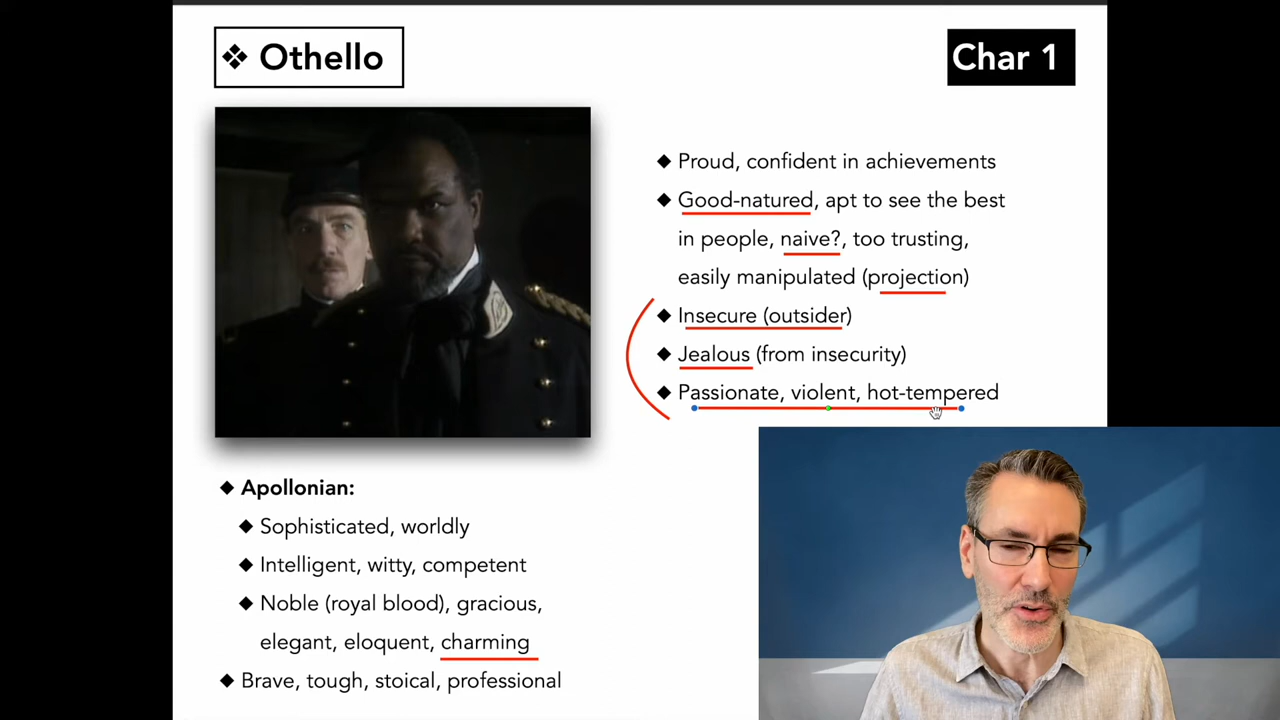 ❖ Othello
Char 1
◆ Proud, confident in achievements
◆ Good-natured, apt to see the best
in people, naive?, too trusting,
easily manipulated (projection)
◆ Insecure (outsider)
◆ Jealous (from insecurity)
◆ Passionate, violent, hot-tempered
◆ Apollonian:
◆ Sophisticated, worldly
◆ Intelligent, witty, competent
◆ Noble (royal blood), gracious,
elegant, eloquent, charming
◆ Brave, tough, stoical, professional